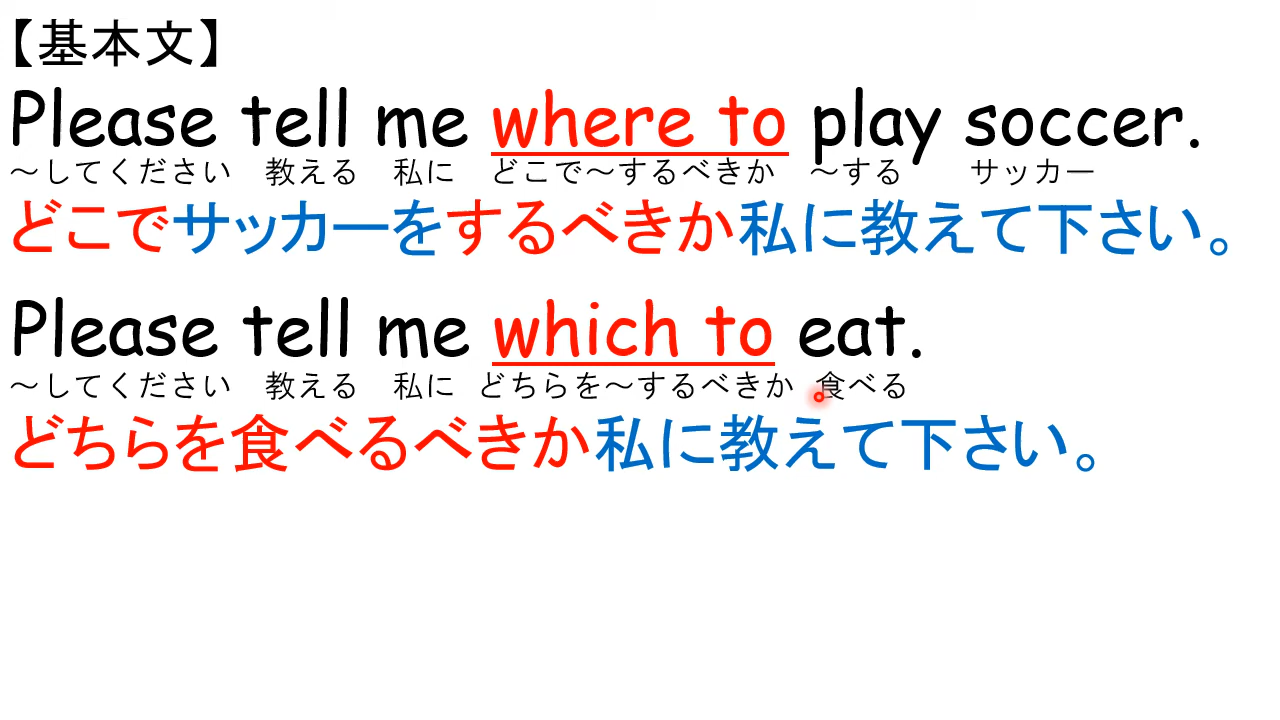 【基本文】
Please tell me where to play soccer.
～してください 教える 私に どこで～するべきか ～する サッカー
どこでサッカーをするべきか私に教えて下さい。
Please tell me which to eat.
～してください 教える 私に どちらを～するべきか 食べる
どちらを食べるべきか私に教えて下さい。